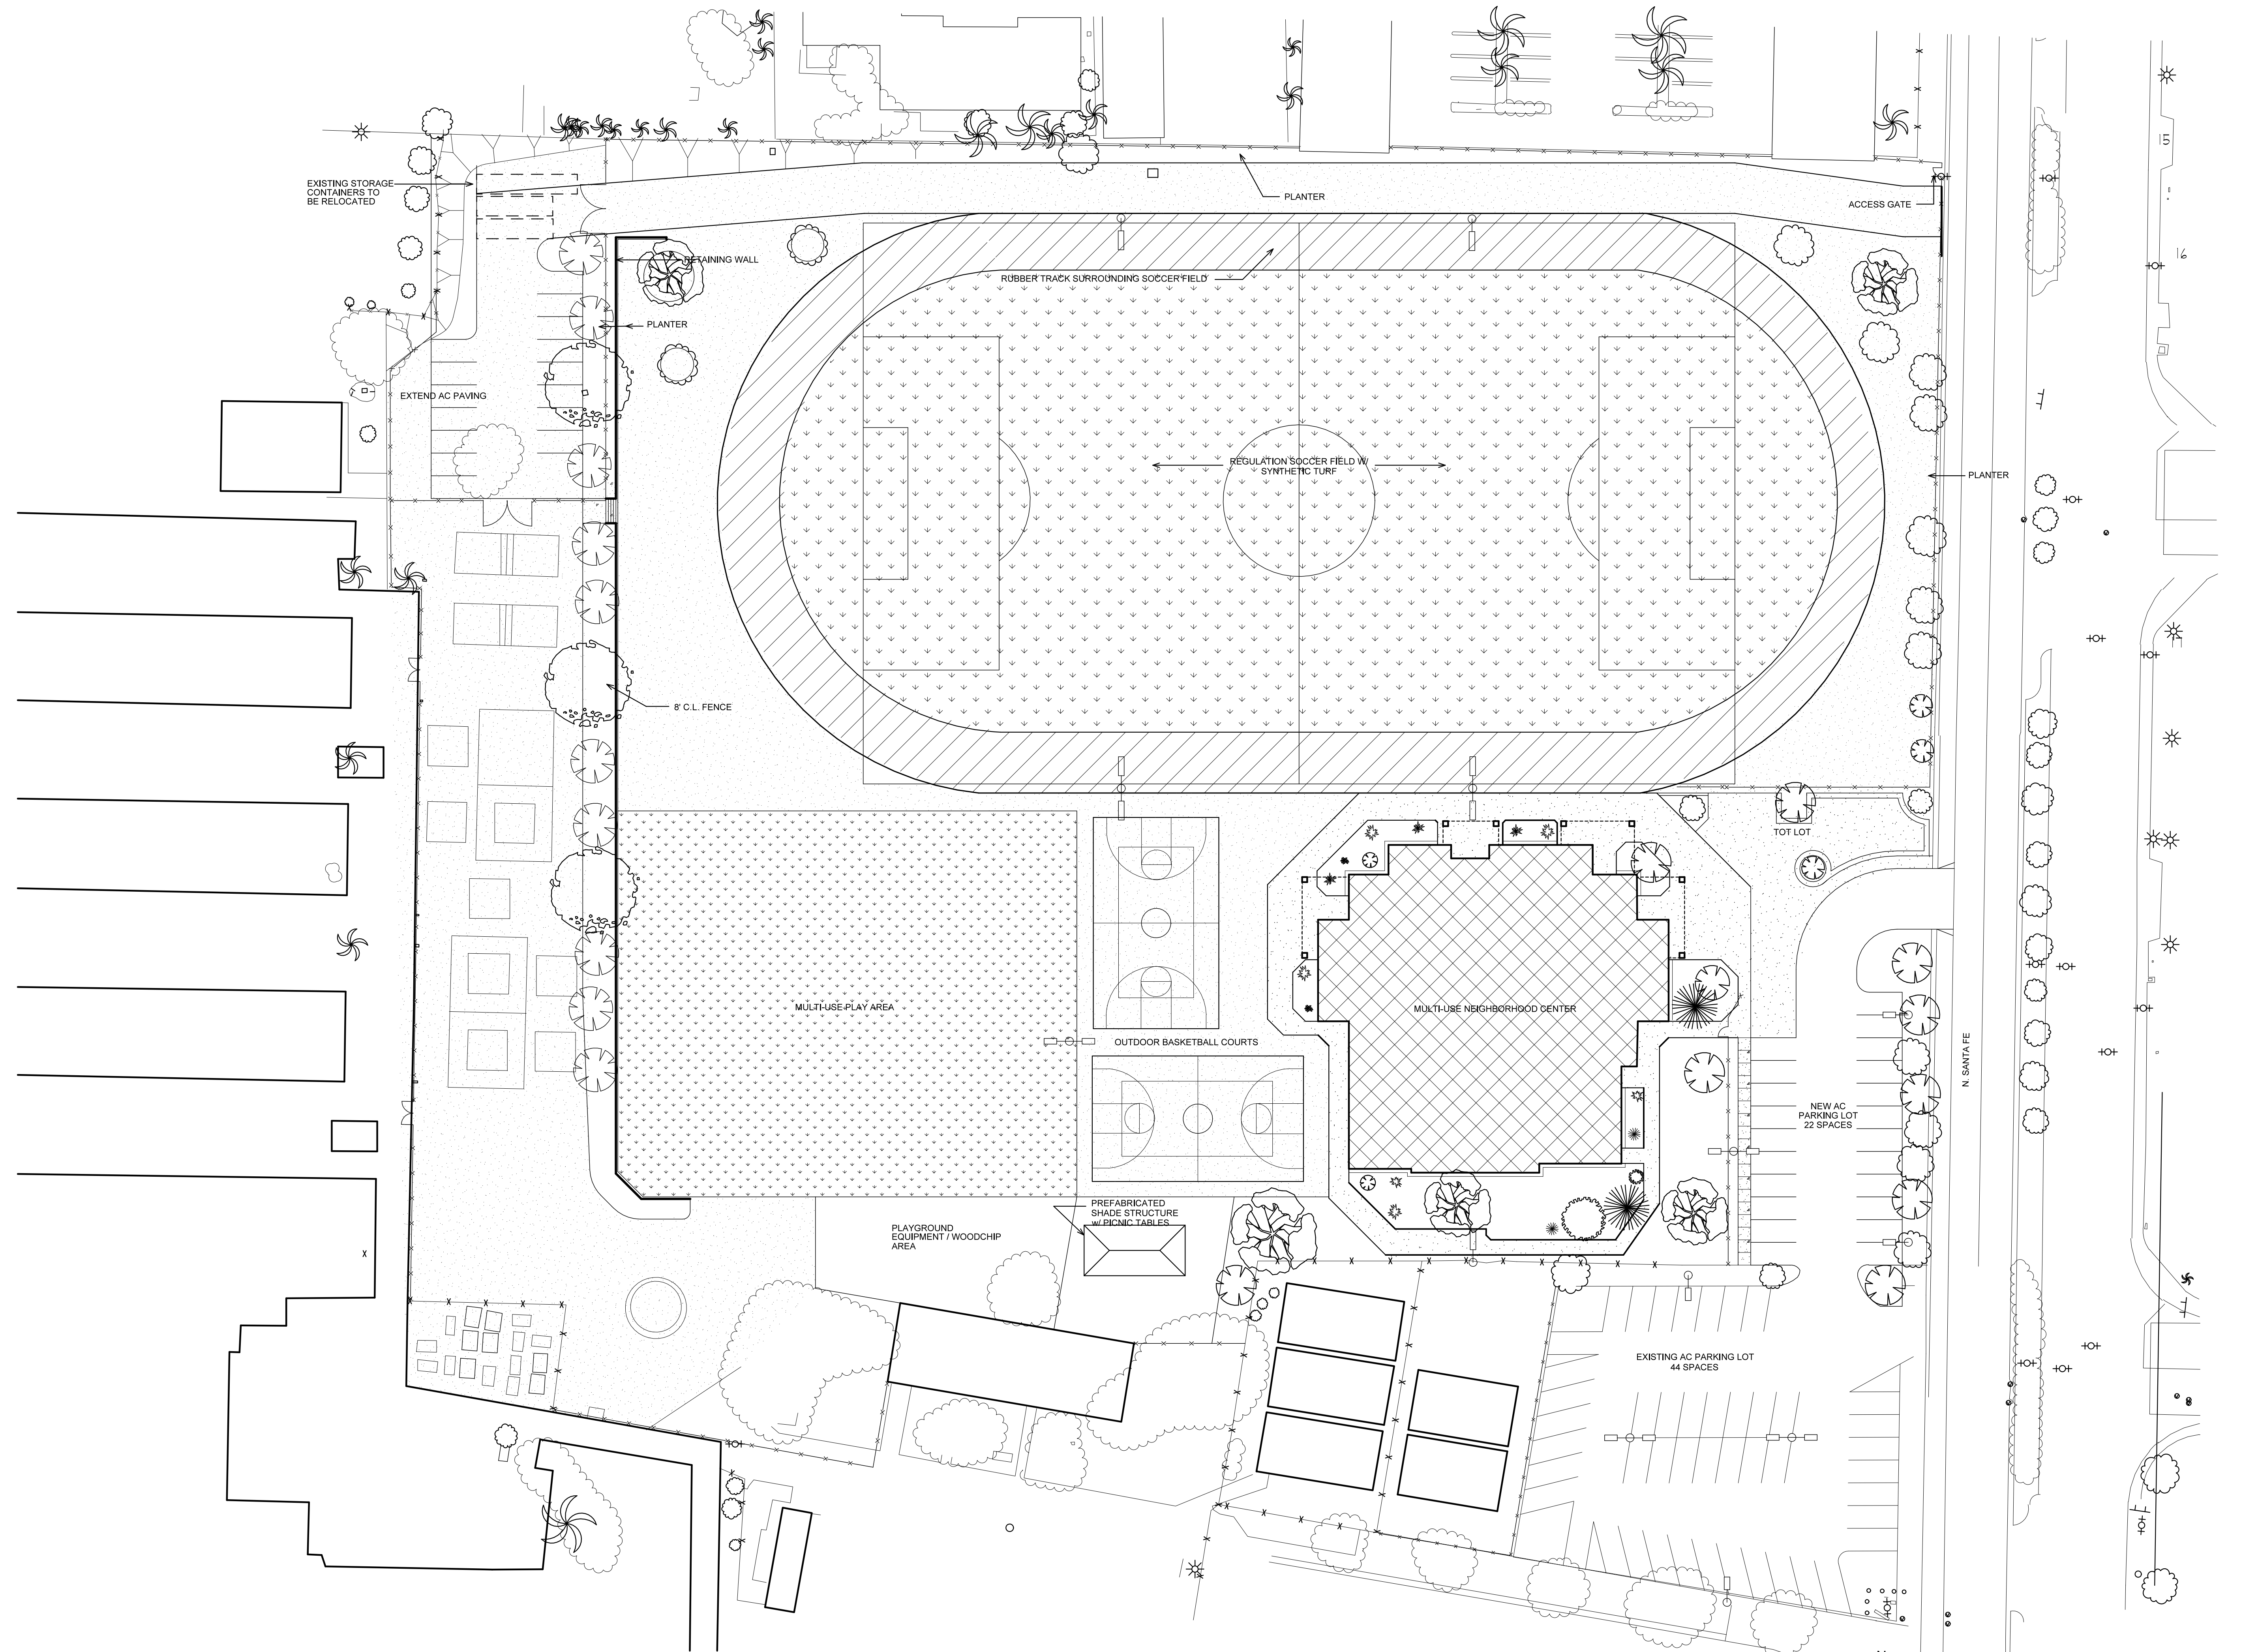 15
EXISTING STORAGE
CONTAINERS TO
BE RELOCATED
PLANTER
ACCESS GATE
16
RETAINING WALL
RUBBER TRACK SURROUNDING SOCCER FIELD
PLANTER
EXTEND AC PAVING
REGULATION SOCCER FIELD W/
SYNTHETIC TURF
PLANTER
8' C.L. FENCE
TOT LOT
MULTI-USE PLAY AREA
MULTI-USE NEIGHBORHOOD CENTER
OUTDOOR BASKETBALL COURTS
N. SANTA FE
NEW AC
PARKING LOT
22 SPACES
PREFABRICATED
SHADE STRUCTURE
w/ PICNIC TABLES
PLAYGROUND
EQUIPMENT / WOODCHIP
AREA
EXISTING AC PARKING LOT
44 SPACES